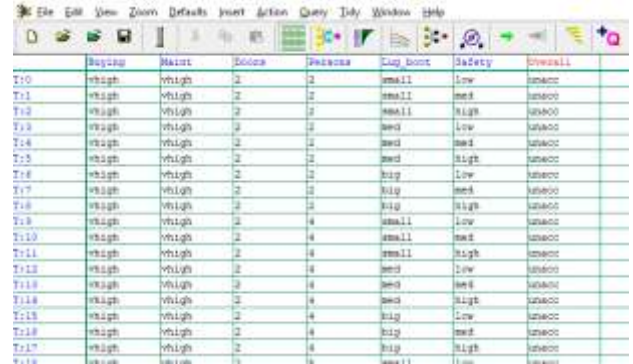 File Edit View Zoom Defaults Insert Action Query Tidy Window Help
Buying Maint Doors Persons Lug_boot Safety Overall
T:0 vhigh vhigh 2 2 small low unacc
T:1 vhigh vhigh 2 2 small med unacc
T:2 vhigh vhigh 2 2 small high unacc
T:3 vhigh vhigh 2 2 med low unacc
T:4 vhigh vhigh 2 2 med med unacc
T:5 vhigh vhigh 2 2 med high unacc
T:6 vhigh vhigh 2 2 big low unacc
T:7 vhigh vhigh 2 2 big med unacc
T:8 vhigh vhigh 2 2 big high unacc
T:9 vhigh vhigh 2 4 small low unacc
T:10 vhigh vhigh 2 4 small med unacc
T:11 vhigh vhigh 2 4 small high unacc
T:12 vhigh vhigh 2 4 med low unacc
T:13 vhigh vhigh 2 4 med med unacc
T:14 vhigh vhigh 2 4 med high unacc
T:15 vhigh vhigh 2 4 big low unacc
T:16 vhigh vhigh 2 4 big med unacc
T:17 vhigh vhigh 2 4 big high unacc